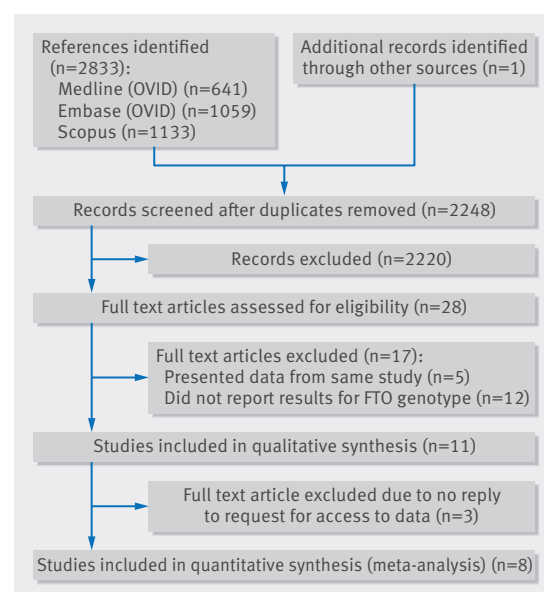 References identified
(n=2833):
Medline (OVID) (n=641)
Embase (OVID) (n=1059)
Scopus (n=1133)
Additional records identified
through other sources (n=1)
Records screened after duplicates removed (n=2248)
Records excluded (n=2220)
Full text articles assessed for eligibility (n=28)
Full text articles excluded (n=17):
Presented data from same study (n=5)
Did not report results for FTO genotype (n=12)
Studies included in qualitative synthesis (n=11)
Full text article excluded due to no reply
to request for access to data (n=3)
Studies included in quantitative synthesis (meta-analysis) (n=8)